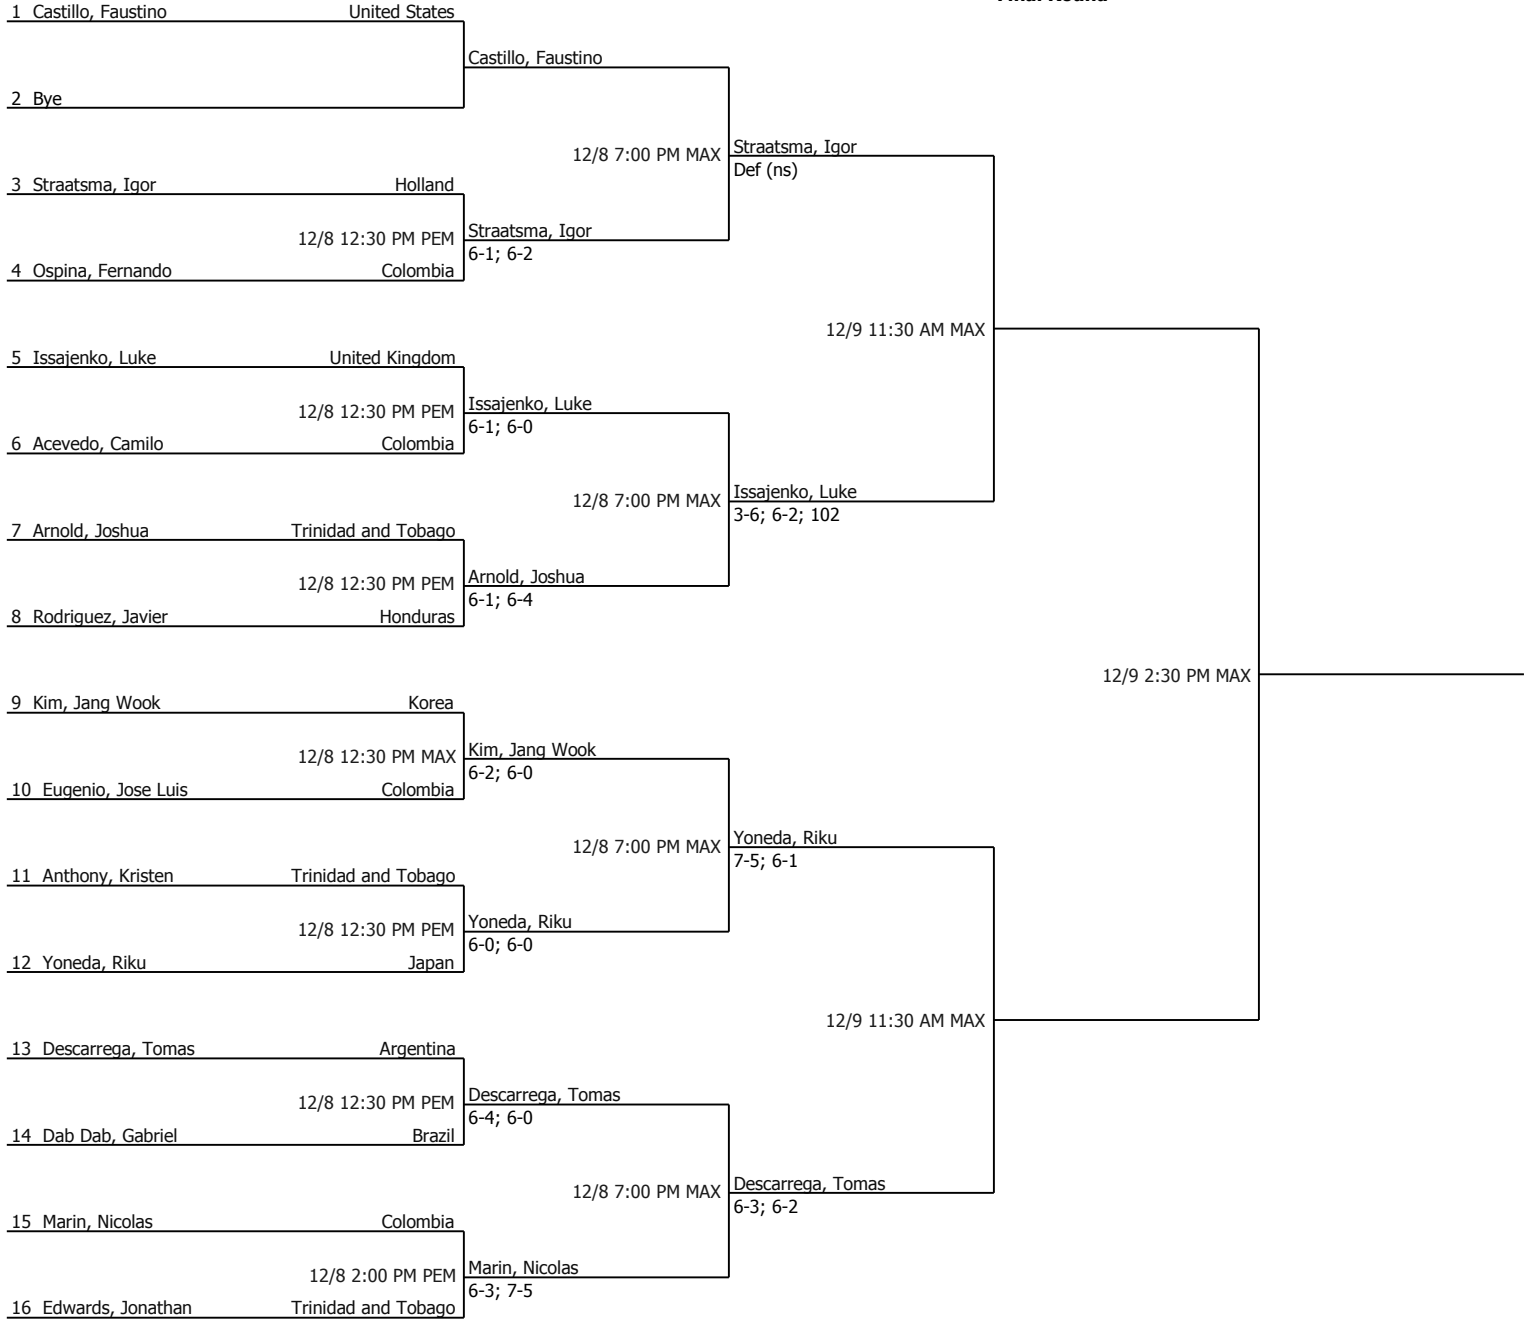 1 Castillo, Faustino United States
Castillo, Faustino
2 Bye
12/8 7:00 PM MAX Straatsma, Igor
Def (ns)
3 Straatsma, Igor Holland
12/8 12:30 PM PEM Straatsma, Igor
6-1; 6-2
4 Ospina, Fernando Colombia
12/9 11:30 AM MAX
5 Issajenko, Luke United Kingdom
12/8 12:30 PM PEM Issajenko, Luke
6-1; 6-0
6 Acevedo, Camilo Colombia
12/8 7:00 PM MAX Issajenko, Luke
3-6; 6-2; 102
7 Arnold, Joshua Trinidad and Tobago
12/8 12:30 PM PEM Arnold, Joshua
6-1; 6-4
8 Rodriguez, Javier Honduras
12/9 2:30 PM MAX
9 Kim, Jang Wook Korea
12/8 12:30 PM MAX Kim, Jang Wook
6-2; 6-0
10 Eugenio, Jose Luis Colombia
12/8 7:00 PM MAX Yoneda, Riku
7-5; 6-1
11 Anthony, Kristen Trinidad and Tobago
12/8 12:30 PM PEM Yoneda, Riku
6-0; 6-0
12 Yoneda, Riku Japan
12/9 11:30 AM MAX
13 Descarrega, Tomas Argentina
12/8 12:30 PM PEM Descarrega, Tomas
6-4; 6-0
14 Dab Dab, Gabriel Brazil
12/8 7:00 PM MAX Descarrega, Tomas
6-3; 6-2
15 Marin, Nicolas Colombia
12/8 2:00 PM PEM Marin, Nicolas
6-3; 7-5
16 Edwards, Jonathan Trinidad and Tobago